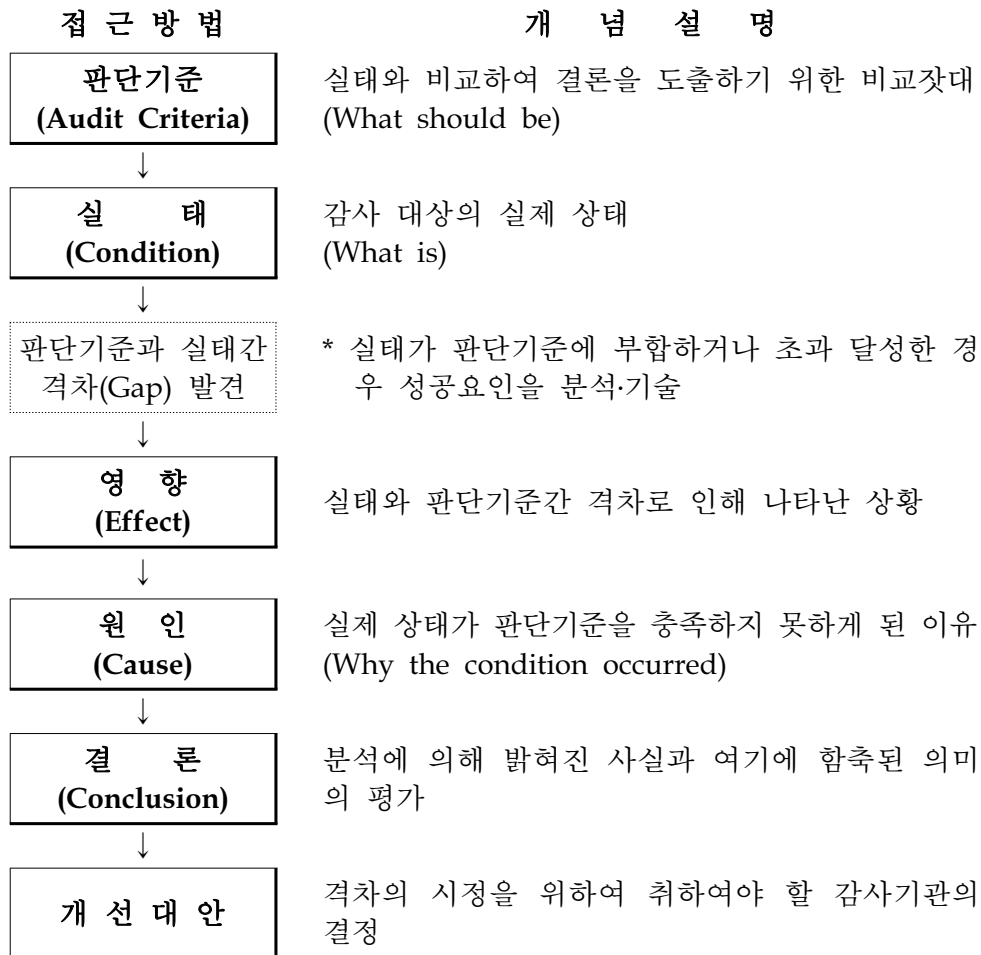 접 근 방 법 개 념 설 명
판단기준
(Audit Criteria)
실태와 비교하여 결론을 도출하기 위한 비교잣대
(What should be)
↓
실 태
(Condition)
감사 대상의 실제 상태
(What is)
↓
판단기준과 실태간
격차(Gap) 발견
* 실태가 판단기준에 부합하거나 초과 달성한 경
우 성공요인을 분석·기술
↓
영 향
(Effect)
실태와 판단기준간 격차로 인해 나타난 상황
↓
원 인
(Cause)
실제 상태가 판단기준을 충족하지 못하게 된 이유
(Why the condition occurred)
↓
결 론
(Conclusion)
분석에 의해 밝혀진 사실과 여기에 함축된 의미
의 평가
↓
개 선 대 안
격차의 시정을 위하여 취하여야 할 감사기관의
결정